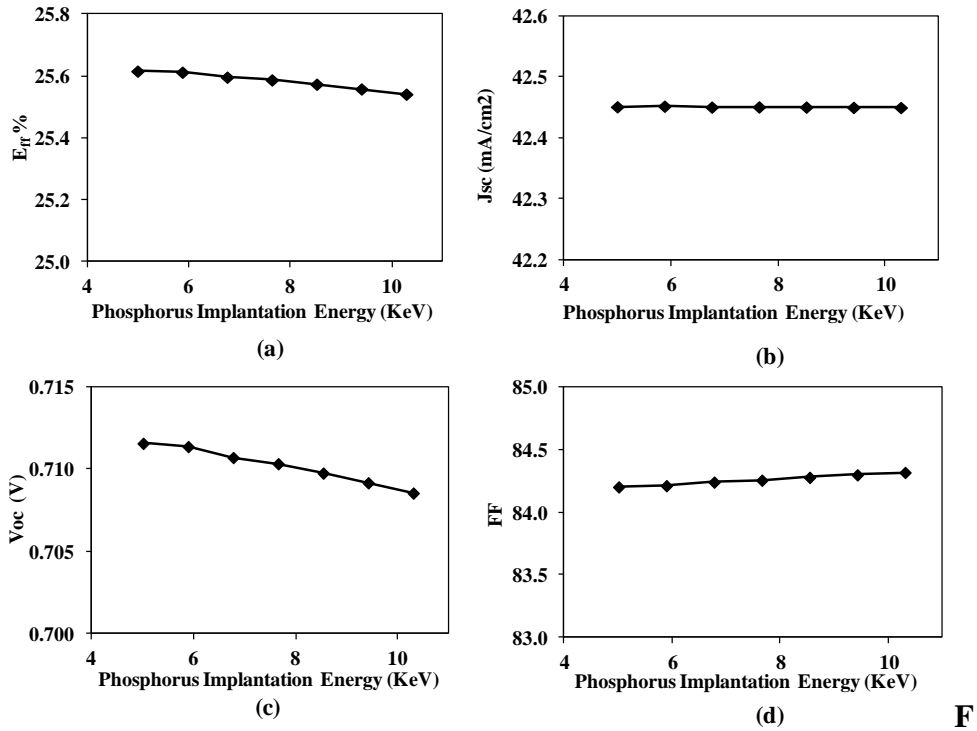 25.8
25.6
25.4
25.2
25.0
Eff %
4 6 8 10
Phosphorus Implantation Energy (KeV)
(a)
42.6
42.5
42.4
42.3
42.2
Jsc (mA/cm2)
4 6 8 10
Phosphorus Implantation Energy (KeV)
(b)
0.715
0.710
0.705
0.700
Voc (V)
4 6 8 10
Phosphorus Implantation Energy (KeV)
(c)
85.0
84.5
84.0
83.5
83.0
FF
4 6 8 10
Phosphorus Implantation Energy (KeV)
(d)
F